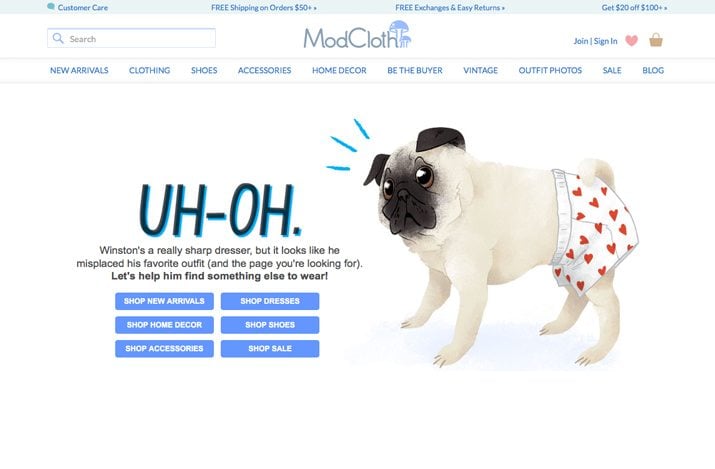 Customer Care
FREE Shipping on Orders $50+ »
FREE Exchanges & Easy Returns »
Get $20 off $100+ »
Search
ModCloth
Join | Sign In
NEW ARRIVALS
CLOTHING
SHOES
ACCESSORIES
HOME DECOR
BE THE BUYER
VINTAGE
OUTFIT PHOTOS
SALE
BLOG
UH-OH.
Winston's a really sharp dresser, but it looks like he
misplaced his favorite outfit (and the page you're looking for).
Let's help him find something else to wear!
SHOP NEW ARRIVALS
SHOP DRESSES
SHOP HOME DECOR
SHOP SHOES
SHOP ACCESSORIES
SHOP SALE